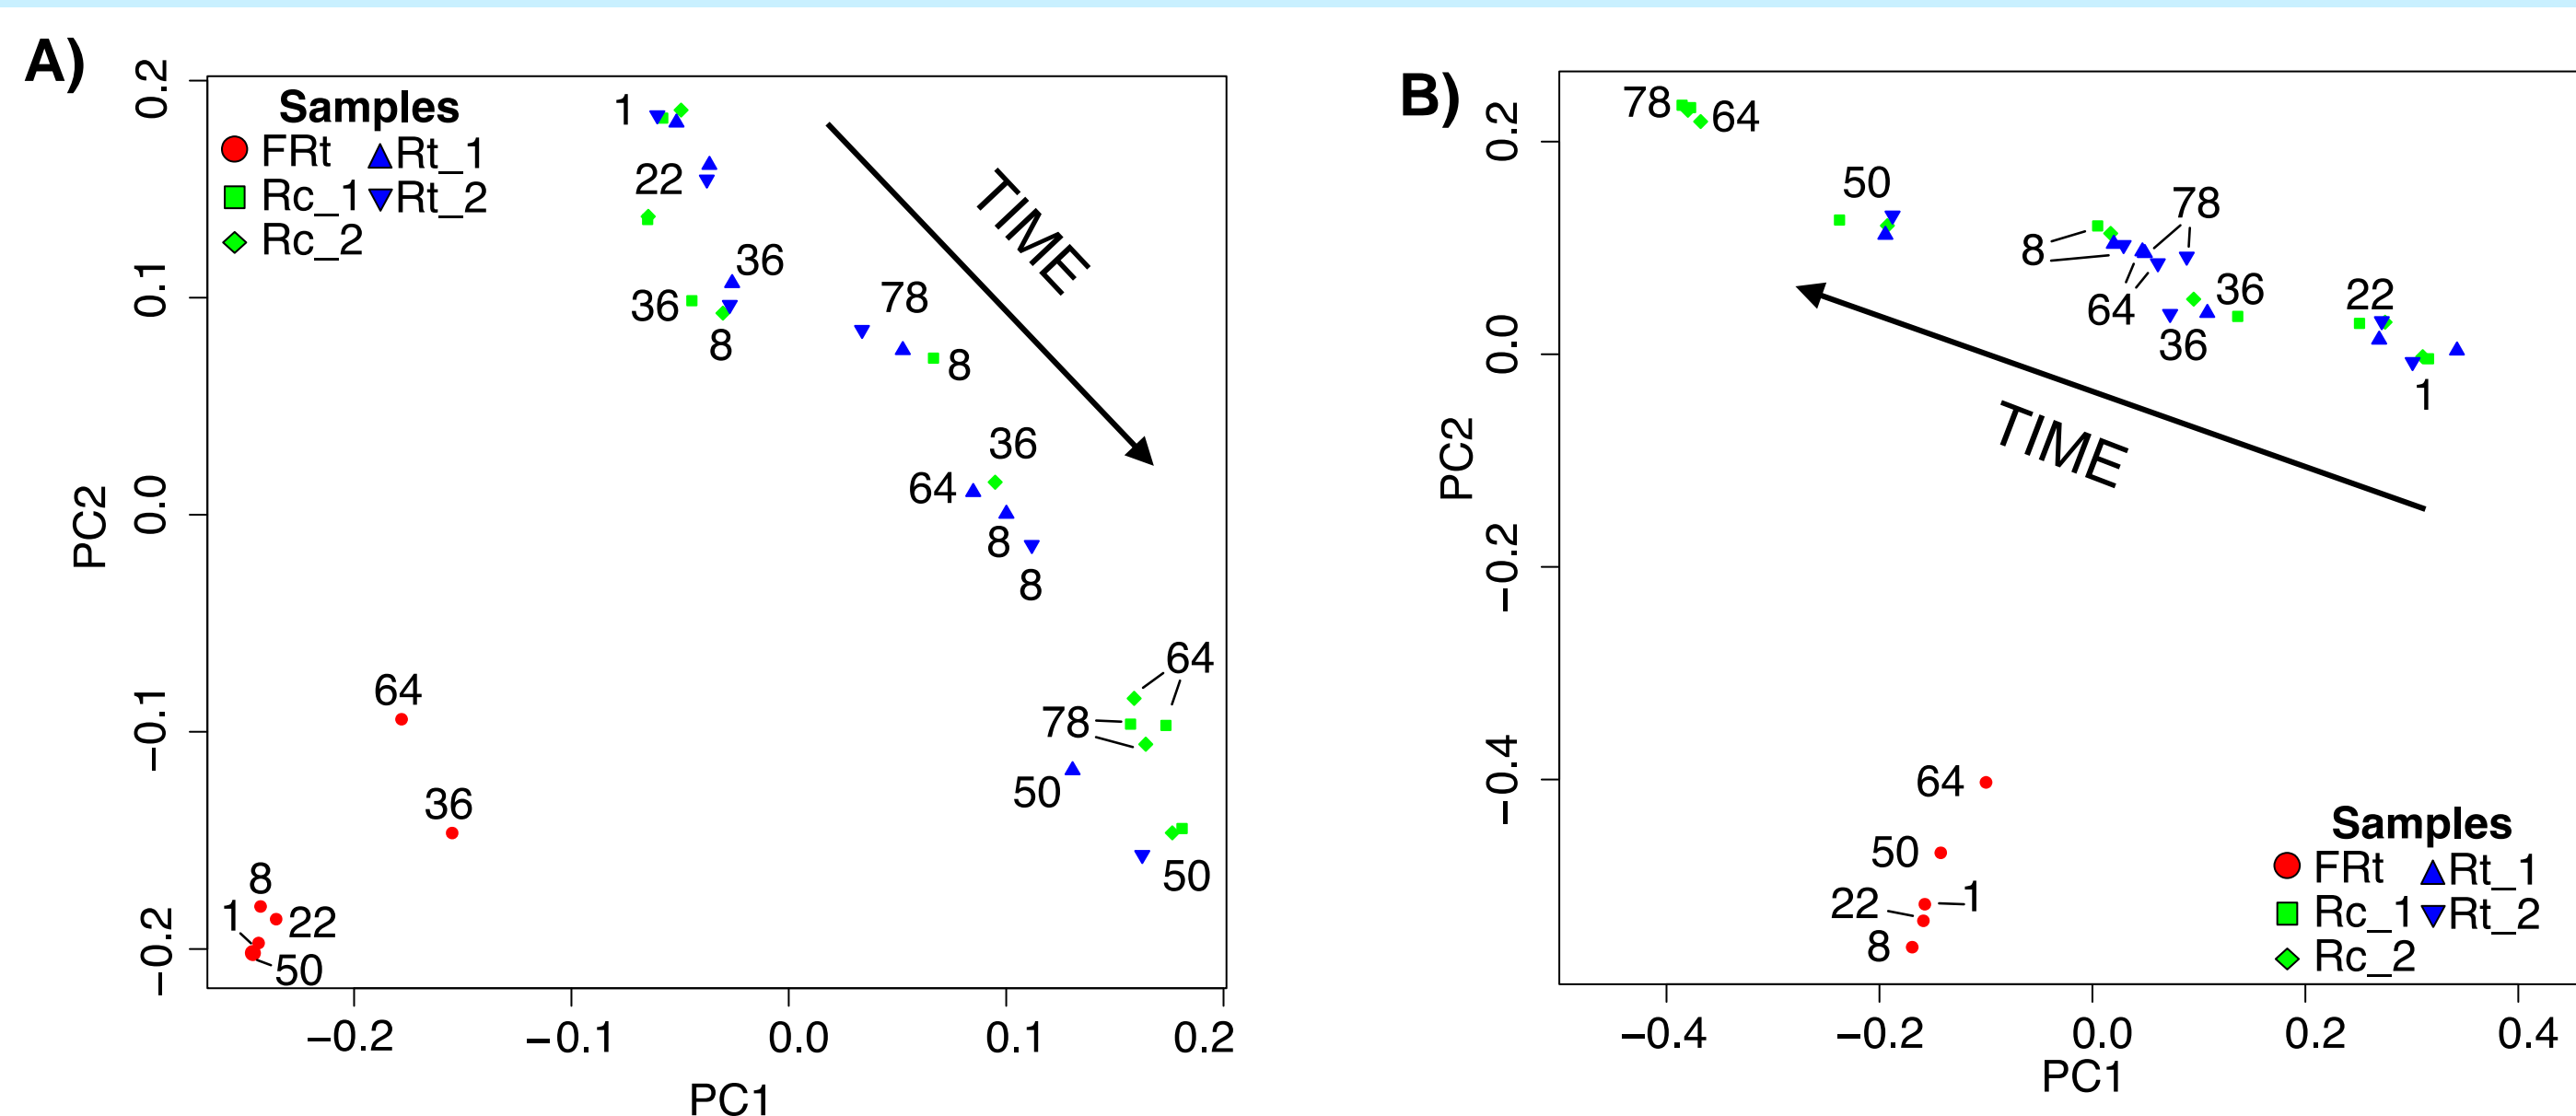 A)
Samples
FRt Rt_1
Rc_1 Rt_2
Rc_2
PC2
0.2
0.1
0.0
−0.1
−0.2
1
22
36
36
8
78
8
36
64
8
8
64
78
50
50
64
36
8
1
22
50
TIME
−0.2 −0.1 0.0 0.1 0.2
PC1
B)
PC2
0.2
0.0
−0.2
−0.4
78 64
50
78
8
64
36
36
22
1
TIME
64
50
22 1
8
Samples
FRt Rt_1
Rc_1 Rt_2
Rc_2
−0.4 −0.2 0.0 0.2 0.4
PC1